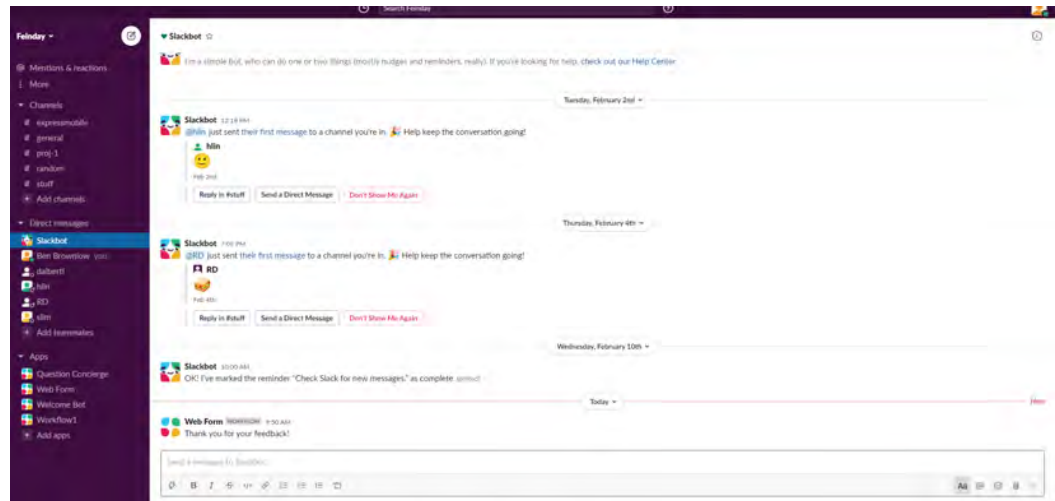 Search Feinday
Feinday
Mentions & reactions
More
Channels
# expressmobile
# general
# proj-1
# random
# stuff
+ Add channels
Direct messages
Slackbot
Ben Brownlow you
dalberti
hlin
RD
slim
+ Add teammates
Apps
Question Concierge
Web Form
Welcome Bot
Workflow1
+ Add apps
Slackbot
I'm a simple bot, who can do one or two things (mostly nudges and reminders, really). If you're looking for help, check out our Help Center
Tuesday, February 2nd
Slackbot 12:18 PM
@hlin just sent their first message to a channel you're in. Help keep the conversation going!
hlin
Feb 2nd
Reply in #stuff Send a Direct Message Don't Show Me Again
Thursday, February 4th
Slackbot 7:00 PM
@RD just sent their first message to a channel you're in. Help keep the conversation going!
RD
Feb 4th
Reply in #stuff Send a Direct Message Don't Show Me Again
Wednesday, February 10th
Slackbot 10:00 AM
OK! I've marked the reminder "Check Slack for new messages." as complete
Today
New
Web Form WORKFLOW 9:50 AM
Thank you for your feedback!
Send a message to Slackbot
B I S
Aa